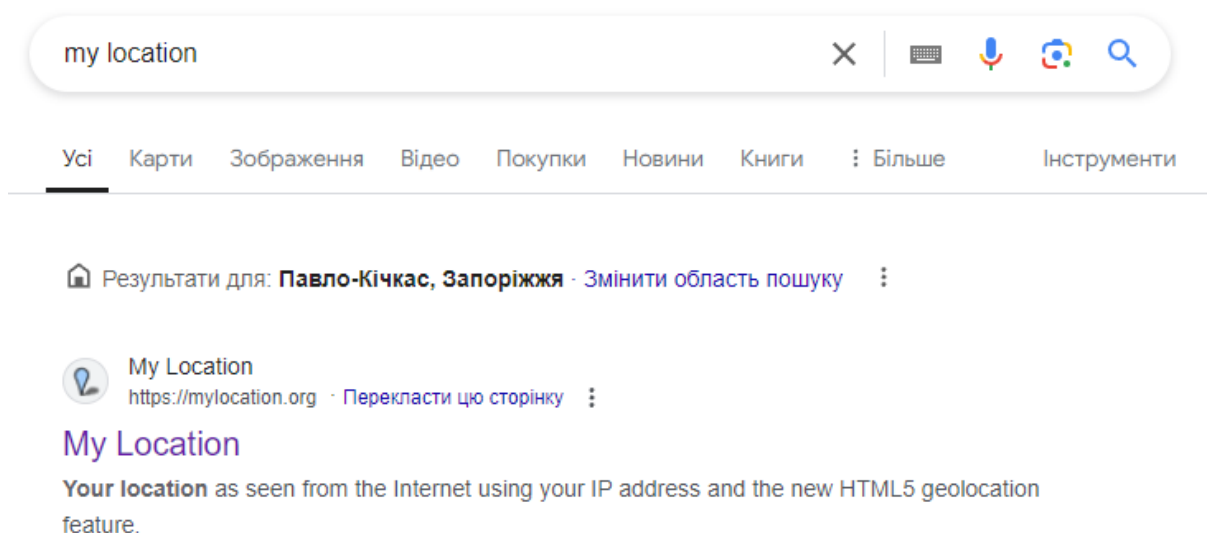 my location
Усі Карти Зображення Відео Покупки Новини Книги Більше Інструменти
Результати для: Павло-Кічкас, Запоріжжя · Змінити область пошуку
My Location
https://mylocation.org · Перекласти цю сторінку
My Location
Your location as seen from the Internet using your IP address and the new HTML5 geolocation
feature.